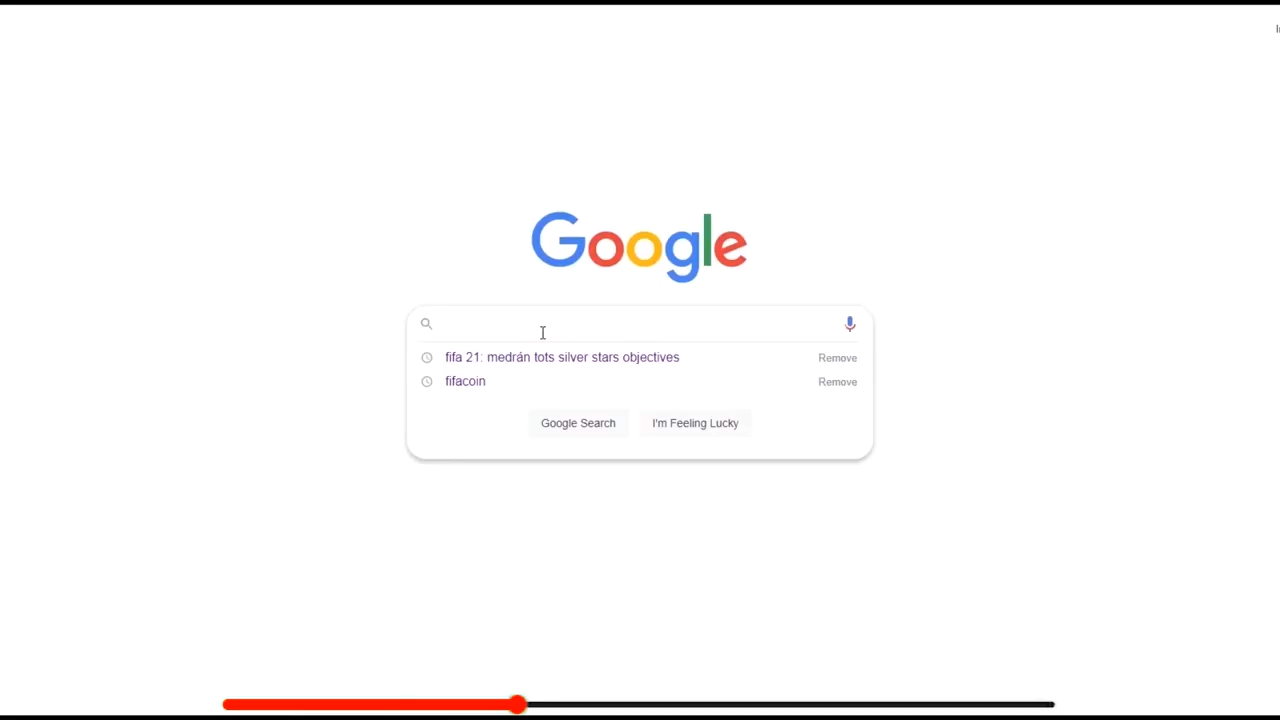 Google
fifa 21: medrán tots silver stars objectives Remove
fifacoin Remove
Google Search I'm Feeling Lucky